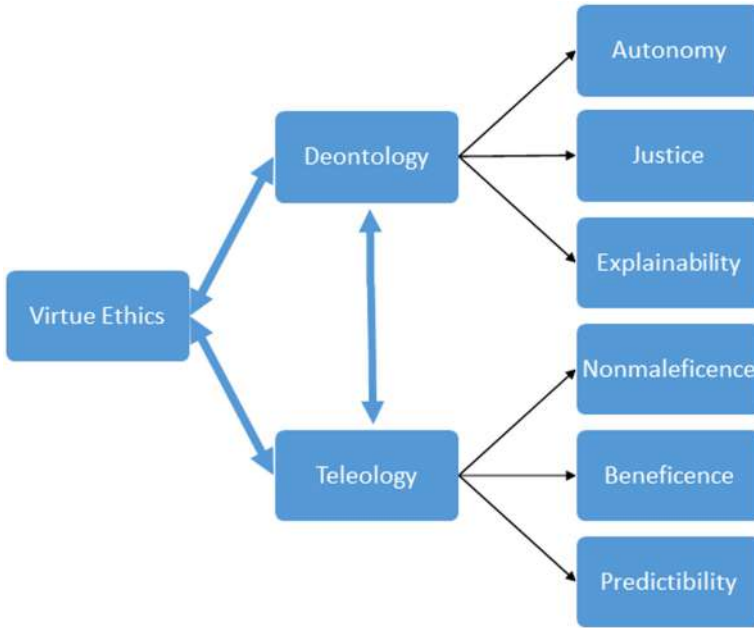 Autonomy
Deontology
Justice
Explainability
Virtue Ethics
Nonmaleficence
Teleology
Beneficence
Predictibility